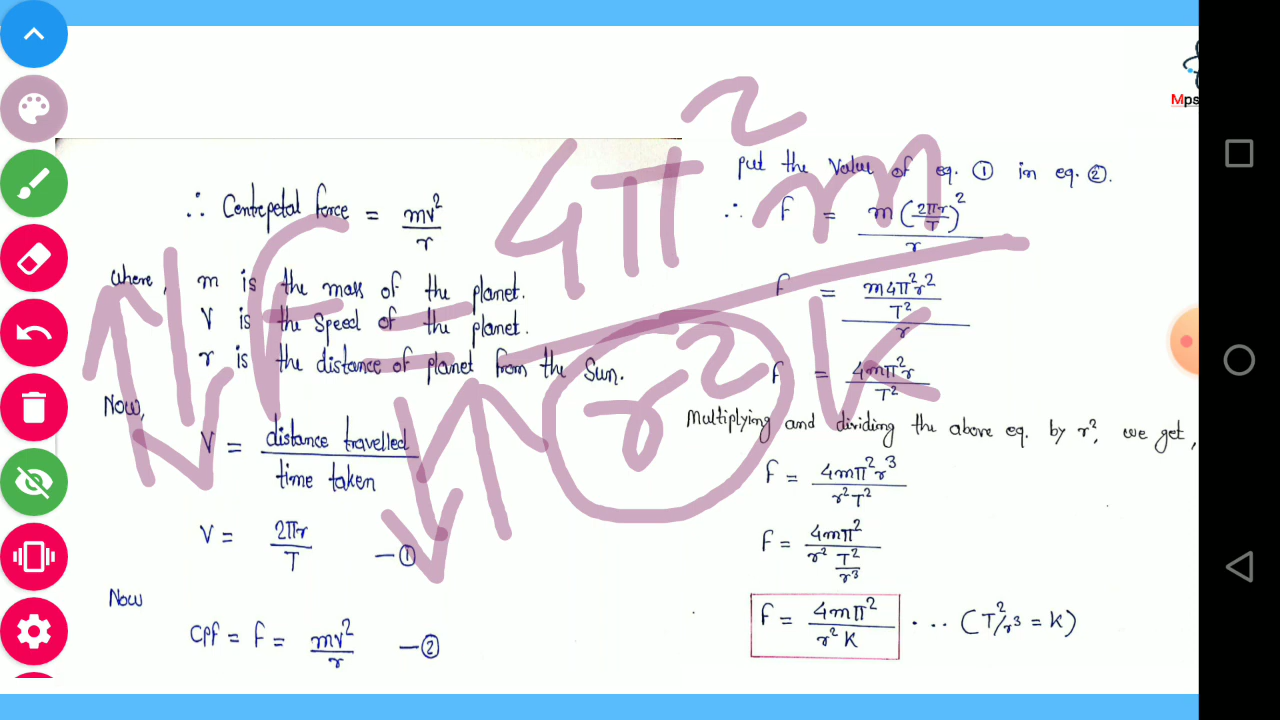 ∴ Centrepetal force = mv²/r
where, m is the mass of the planet.
V is the speed of the planet.
r is the distance of planet from the Sun.
Now,
V = distance travelled / time taken
V = 2πr/T —①
Now
Cpf = F = mv²/r —②
put the value of eq. ① in eq. ②.
∴ F = m(2πr/T)²/r
F = m4π²r²/T²/r
F = 4mπ²r/T²
Multiplying and dividing the above eq. by r², we get,
F = 4mπ²r³/r²T²
F = 4mπ²/r² T²/r³
F = 4mπ²/r² K ... (T²/r³ = K)
F = 4π²m/r² K
Mps